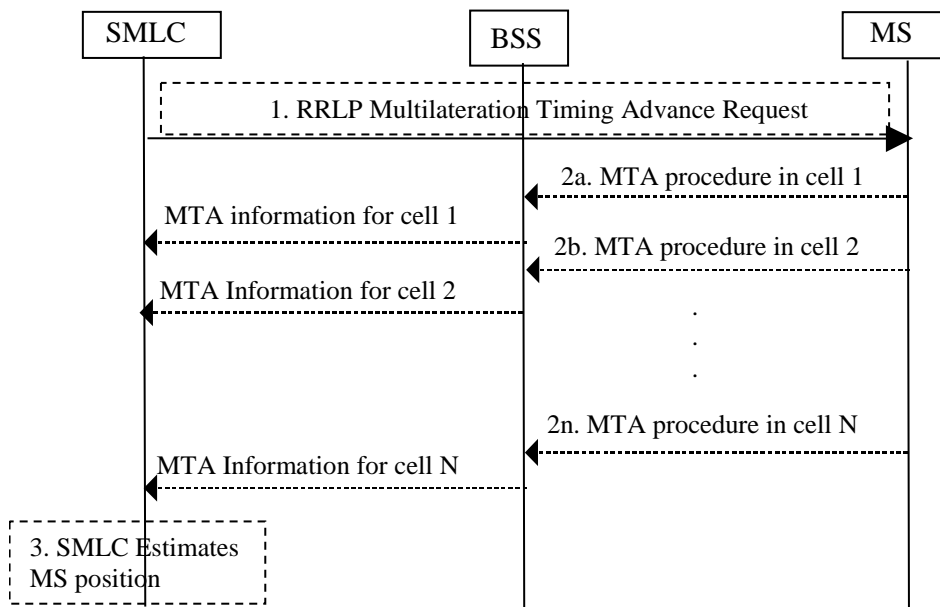 SMLC
BSS
MS
1. RRLP Multilateration Timing Advance Request
2a. MTA procedure in cell 1
MTA information for cell 1
2b. MTA procedure in cell 2
MTA Information for cell 2
.
.
.
2n. MTA procedure in cell N
MTA Information for cell N
3. SMLC Estimates
MS position